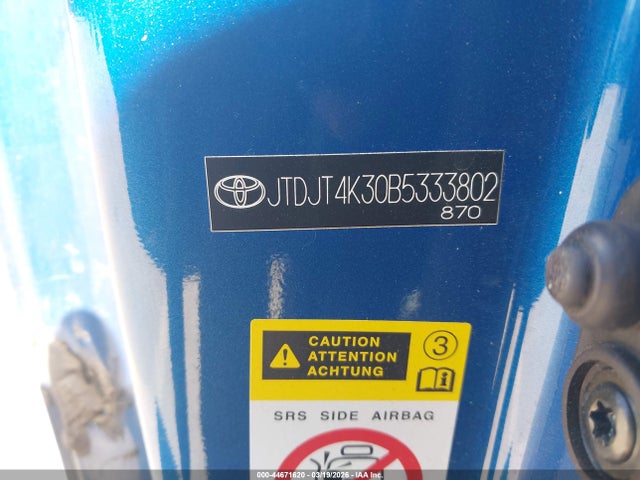 JTDJT4K30B5333802
870
CAUTION
ATTENTION
ACHTUNG
3
SRS SIDE AIRBAG
000-44671620 - 03/19/2026 - IAA Inc.